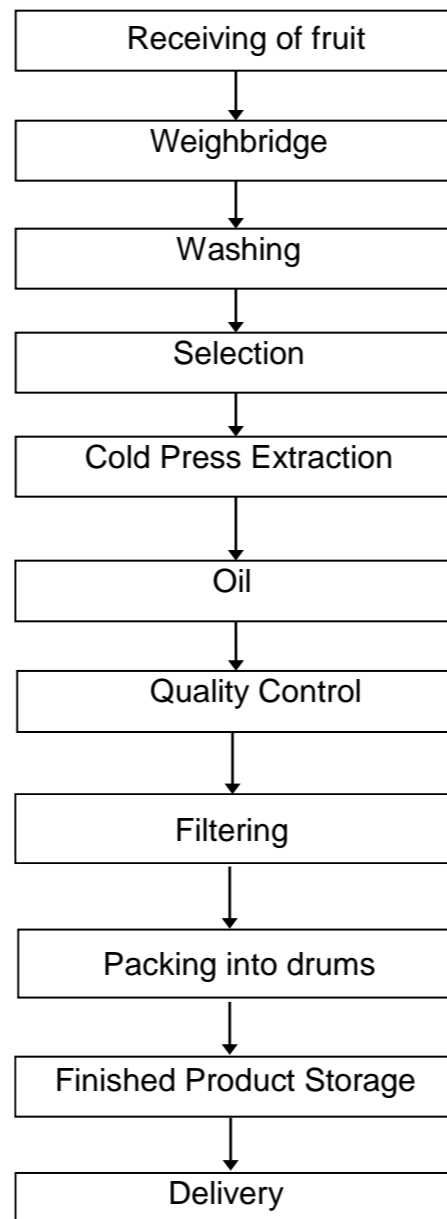 Receiving of fruit
Weighbridge
Washing
Selection
Cold Press Extraction
Oil
Quality Control
Filtering
Packing into drums
Finished Product Storage
Delivery